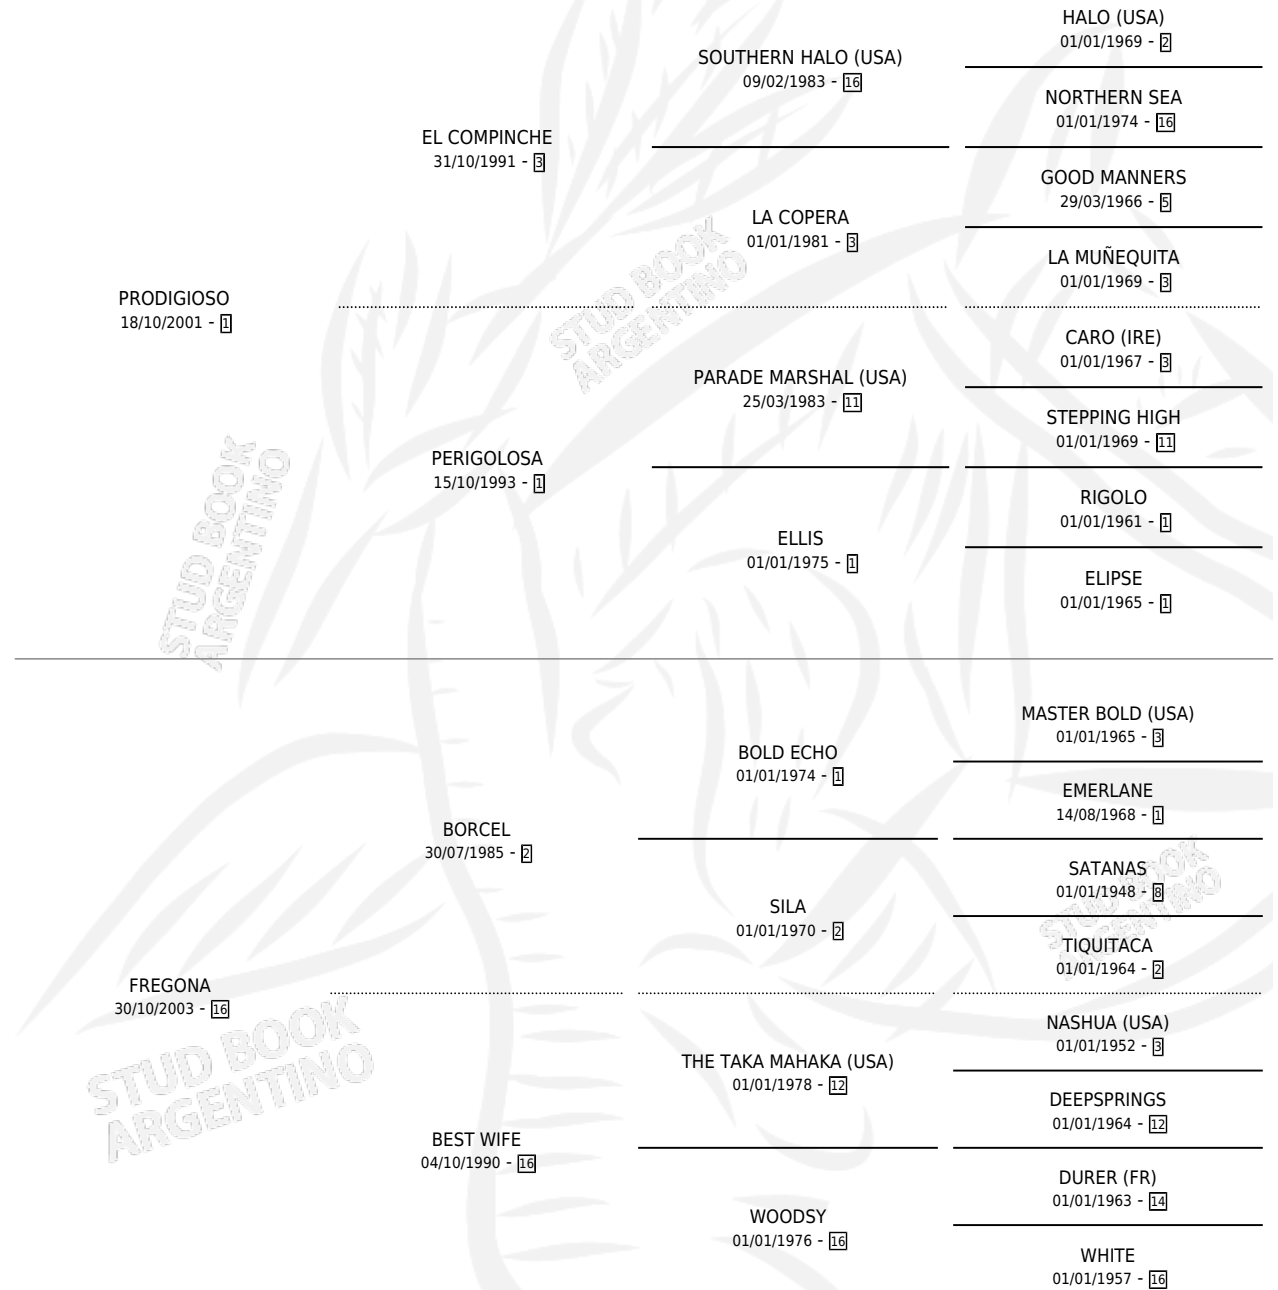 HALO (USA)
01/01/1969 - 2
SOUTHERN HALO (USA)
09/02/1983 - 16
NORTHERN SEA
01/01/1974 - 16
EL COMPINCHE
31/10/1991 - 3
GOOD MANNERS
29/03/1966 - 5
LA COPERA
01/01/1981 - 3
LA MUÑEQUITA
01/01/1969 - 3
PRODIGIOSO
18/10/2001 - 1
CARO (IRE)
01/01/1967 - 3
PARADE MARSHAL (USA)
25/03/1983 - 11
STEPPING HIGH
01/01/1969 - 11
PERIGOLOSA
15/10/1993 - 1
RIGOLO
01/01/1961 - 1
ELLIS
01/01/1975 - 1
ELIPSE
01/01/1965 - 1
MASTER BOLD (USA)
01/01/1965 - 3
BOLD ECHO
01/01/1974 - 1
EMERLANE
14/08/1968 - 1
BORCEL
30/07/1985 - 2
SATANAS
01/01/1948 - 8
SILA
01/01/1970 - 2
TIQUITACA
01/01/1964 - 2
FREGONA
30/10/2003 - 16
NASHUA (USA)
01/01/1952 - 3
THE TAKA MAHAKA (USA)
01/01/1978 - 12
DEEPSPRINGS
01/01/1964 - 12
BEST WIFE
04/10/1990 - 16
DURER (FR)
01/01/1963 - 14
WOODSY
01/01/1976 - 16
WHITE
01/01/1957 - 16
STUD BOOK
ARGENTINO
STUD BOOK
ARGENTINO
STUD BOOK
ARGENTINO
STUD BOOK
ARGENTINO